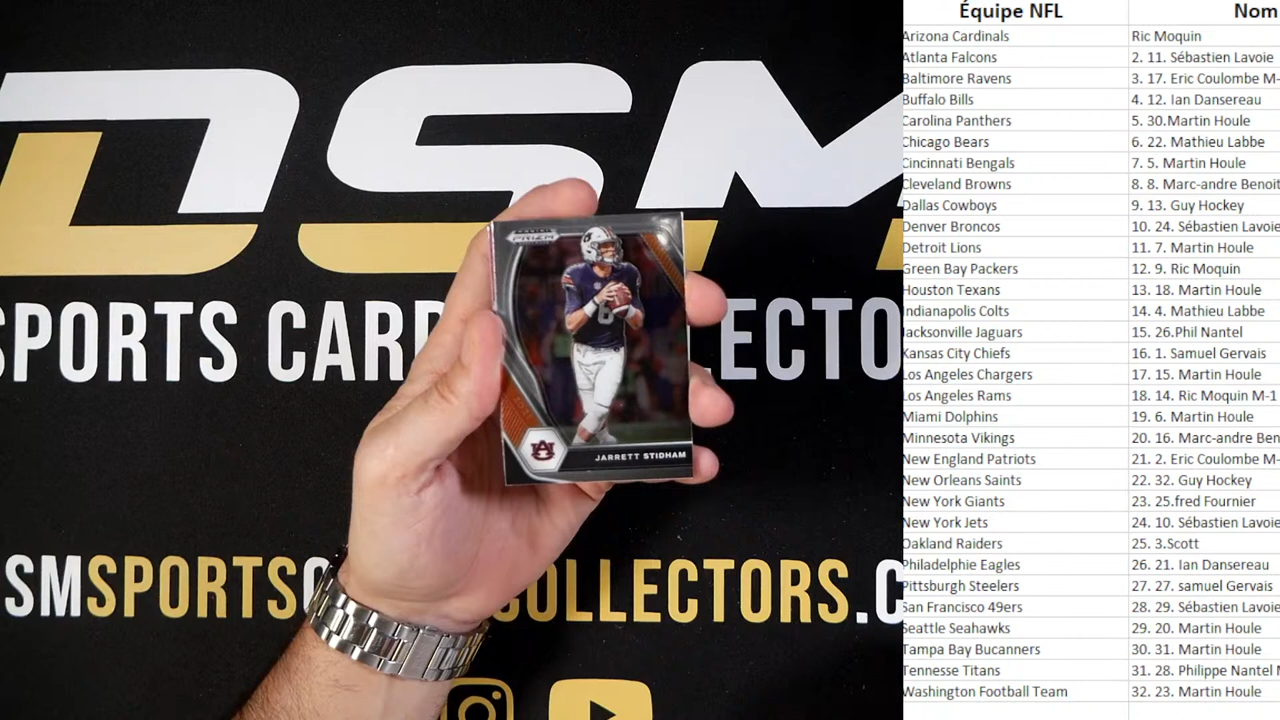 DSM
SPORTS CAR
LECTO
PRIZM
8
JARRETT STIDHAM
SMSPORTSC
COLLECTORS.C
Équipe NFL Nom
Arizona Cardinals Ric Moquin
Atlanta Falcons 2. 11. Sébastien Lavoie
Baltimore Ravens 3. 17. Eric Coulombe M-
Buffalo Bills 4. 12. Ian Dansereau
Carolina Panthers 5. 30.Martin Houle
Chicago Bears 6. 22. Mathieu Labbe
Cincinnati Bengals 7. 5. Martin Houle
Cleveland Browns 8. 8. Marc-andre Benoit
Dallas Cowboys 9. 13. Guy Hockey
Denver Broncos 10. 24. Sébastien Lavoie
Detroit Lions 11. 7. Martin Houle
Green Bay Packers 12. 9. Ric Moquin
Houston Texans 13. 18. Martin Houle
Indianapolis Colts 14. 4. Mathieu Labbe
Jacksonville Jaguars 15. 26.Phil Nantel
Kansas City Chiefs 16. 1. Samuel Gervais
Los Angeles Chargers 17. 15. Martin Houle
Los Angeles Rams 18. 14. Ric Moquin M-1
Miami Dolphins 19. 6. Martin Houle
Minnesota Vikings 20. 16. Marc-andre Ben
New England Patriots 21. 2. Eric Coulombe M-
New Orleans Saints 22. 32. Guy Hockey
New York Giants 23. 25.fred Fournier
New York Jets 24. 10. Sébastien Lavoie
Oakland Raiders 25. 3.Scott
Philadelphie Eagles 26. 21. Ian Dansereau
Pittsburgh Steelers 27. 27. samuel Gervais
San Francisco 49ers 28. 29. Sébastien Lavoie
Seattle Seahawks 29. 20. Martin Houle
Tampa Bay Bucanners 30. 31. Martin Houle
Tennesse Titans 31. 28. Philippe Nantel M
Washington Football Team 32. 23. Martin Houle